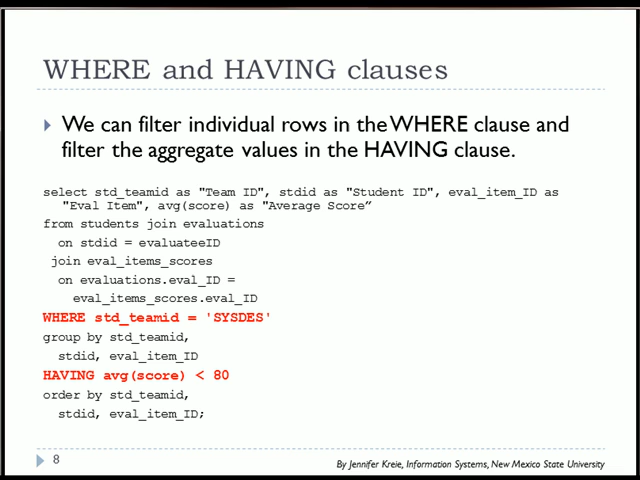 WHERE and HAVING clauses
We can filter individual rows in the WHERE clause and
filter the aggregate values in the HAVING clause.
select std_teamid as "Team ID", stdid as "Student ID", eval_item_ID as
"Eval Item", avg(score) as "Average Score”
from students join evaluations
on stdid = evaluateeID
join eval_items_scores
on evaluations.eval_ID =
eval_items_scores.eval_ID
WHERE std_teamid = 'SYSDES'
group by std_teamid,
stdid, eval_item_ID
HAVING avg(score) < 80
order by std_teamid,
stdid, eval_item_ID;
8
By Jennifer Kreie, Information Systems, New Mexico State University